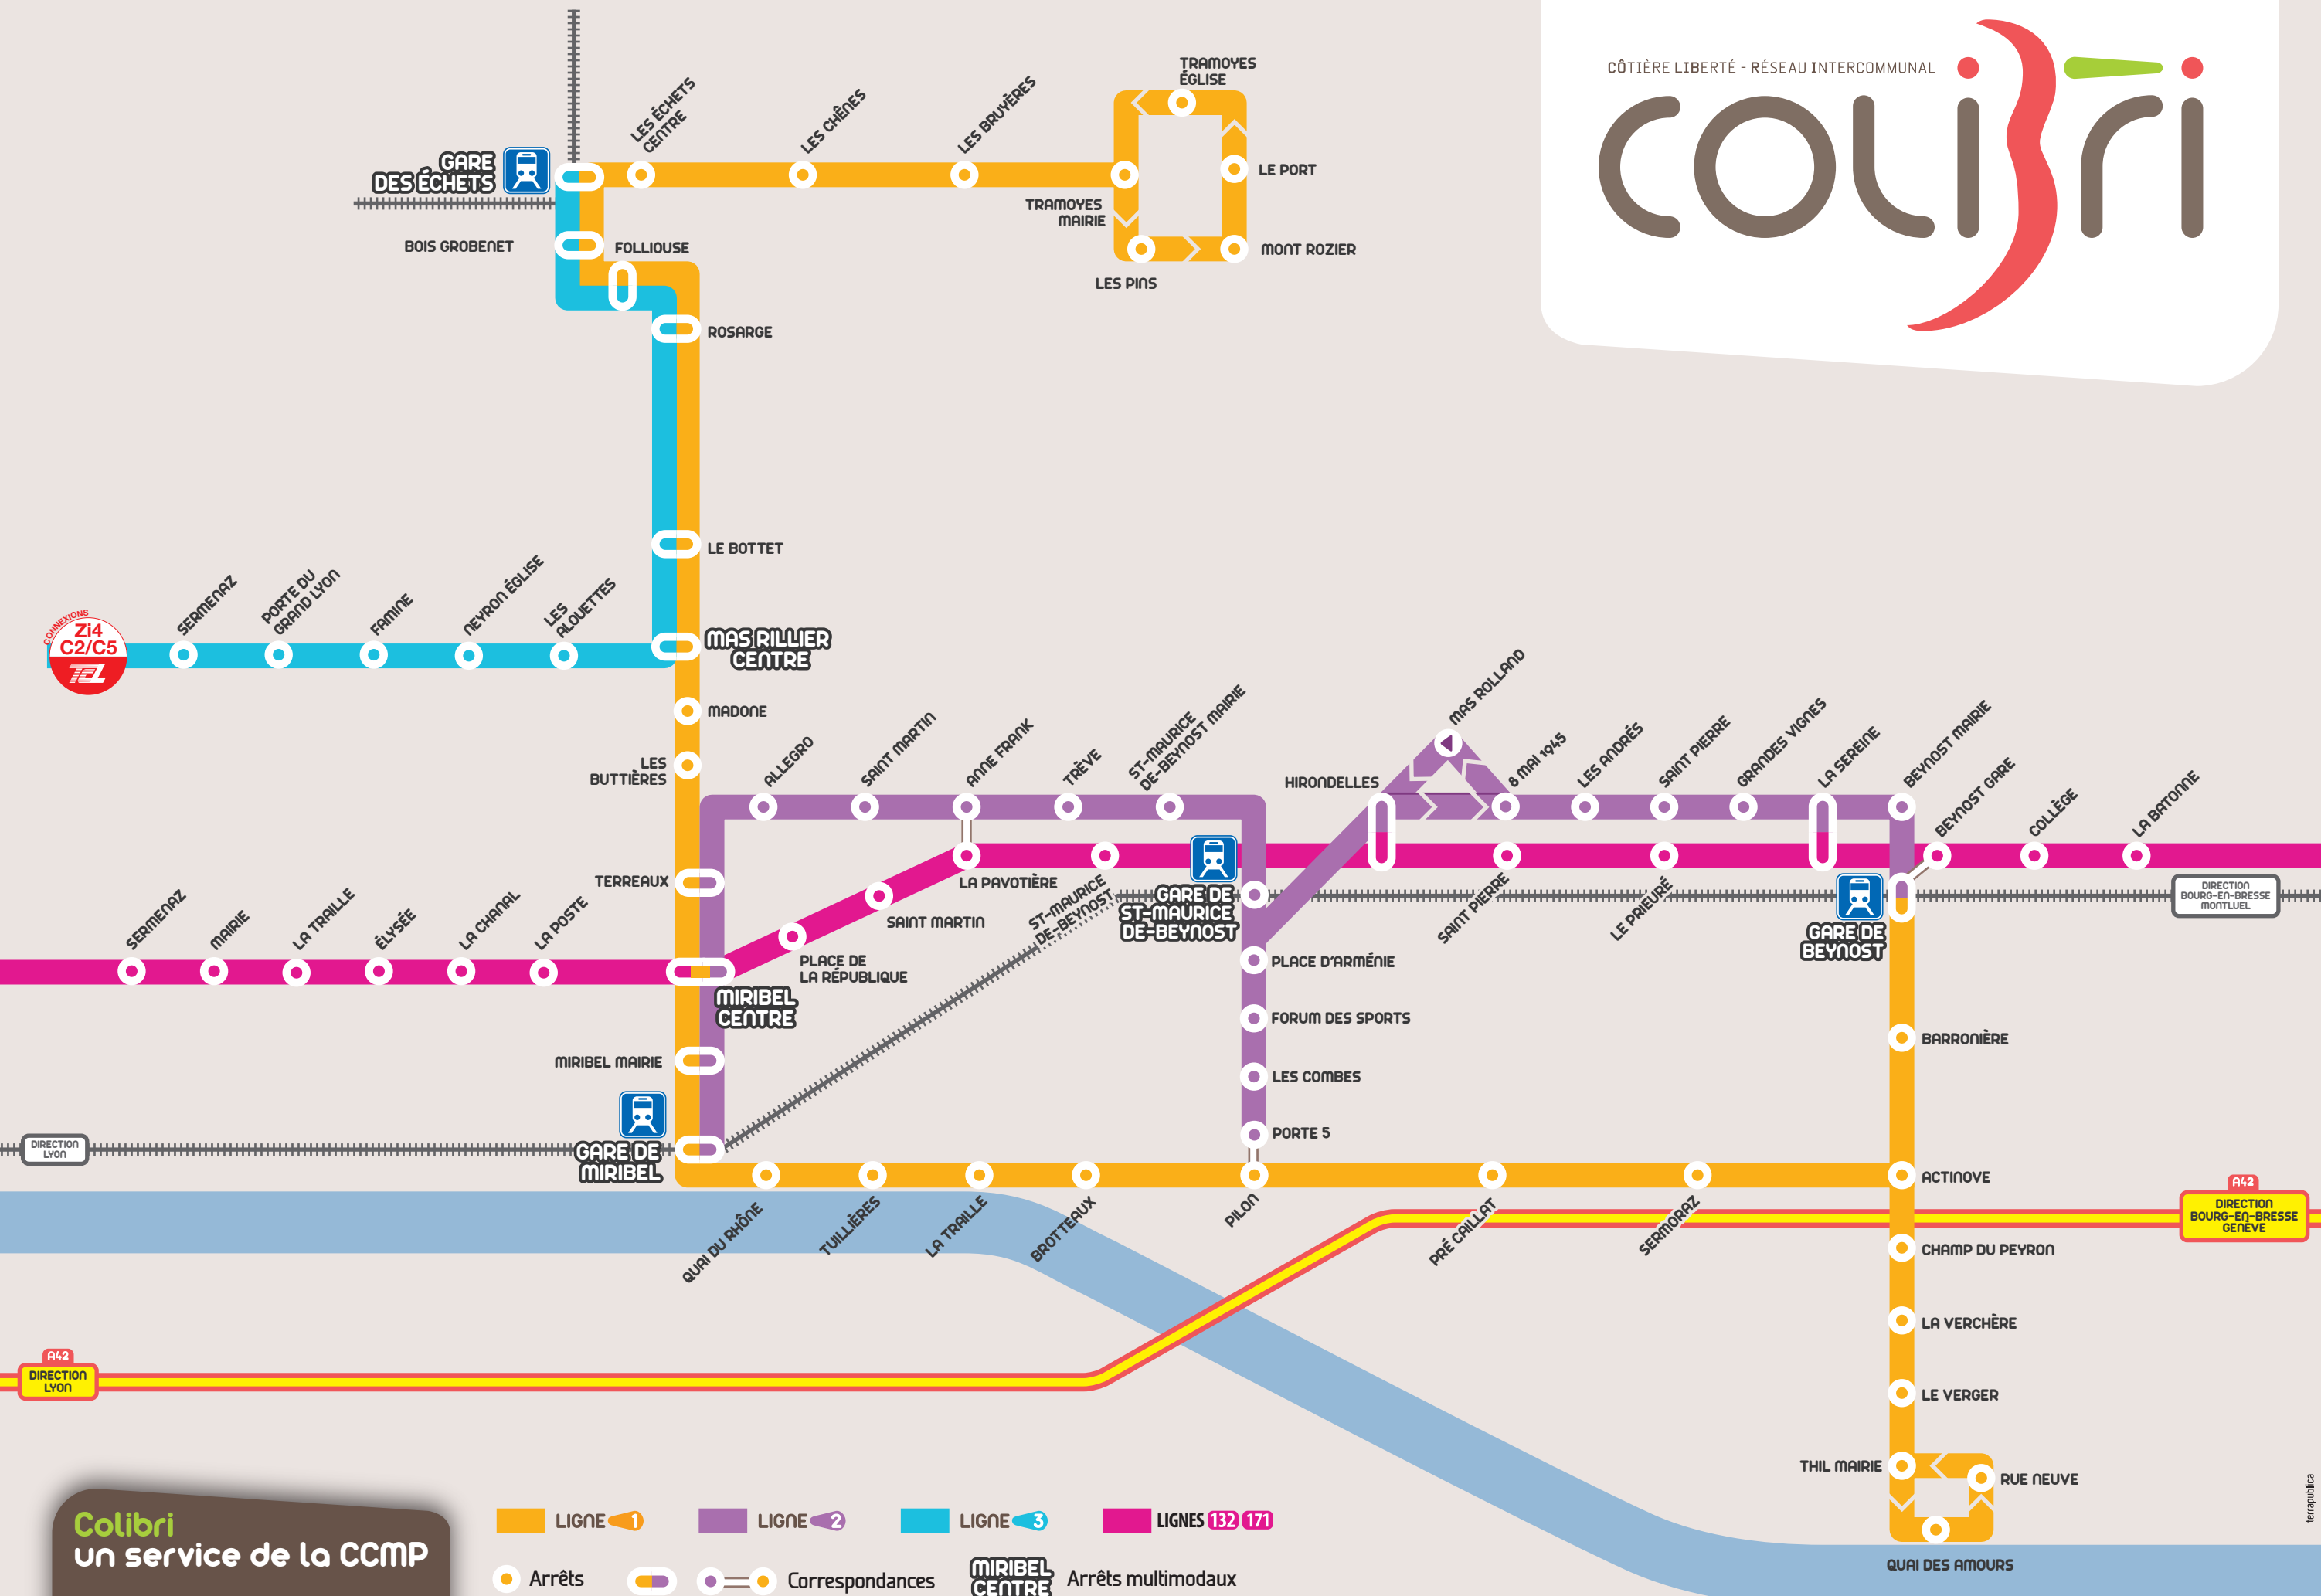 CÔTIÈRE LIBERTÉ - RÉSEAU INTERCOMMUNAL
COLIBRI
GARE
DES ÉCHETS
LES ÉCHETS
CENTRE
LES CHÊNES
LES BRUYÈRES
TRAMOYES
ÉGLISE
LE PORT
TRAMOYES
MAIRIE
MONT ROZIER
LES PINS
BOIS GROBENET
FOLLIOUSE
ROSARGE
LE BOTTET
CONNEXIONS
Zi4
C2/C5
TCL
SERMENAZ
PORTE DU
GRAND LYON
FAMINE
NEYRON ÉGLISE
LES
ALOUETTES
MAS RILLIER
CENTRE
MADONE
LES
BUTTIÈRES
ALLEGRO
SAINT MARTIN
ANNE FRANK
TRÈVE
ST-MAURICE
DE-BEYNOST MAIRIE
HIRONDELLES
MAS ROLLAND
8 MAI 1945
LES ANDRÉS
SAINT PIERRE
GRANDES VIGNES
LA SEREINE
BEYNOST MAIRIE
BEYNOST GARE
COLLÈGE
LA BATONNE
TERREAUX
LA PAVOTIÈRE
SAINT MARTIN
PLACE DE
LA RÉPUBLIQUE
ST-MAURICE
DE-BEYNOST
GARE DE
ST-MAURICE
DE-BEYNOST
SAINT PIERRE
LE PRIEURÉ
GARE DE
BEYNOST
DIRECTION
BOURG-EN-BRESSE
MONTLUEL
SERMENAZ
MAIRIE
LA TRAILLE
ÉLYSÉE
LA CHANAL
LA POSTE
MIRIBEL
CENTRE
PLACE D'ARMÉNIE
FORUM DES SPORTS
LES COMBES
PORTE 5
BARRONIÈRE
MIRIBEL MAIRIE
DIRECTION
LYON
GARE DE
MIRIBEL
QUAI DU RHÔNE
TUILLIÈRES
LA TRAILLE
BROTTEAUX
PILON
PRÉ CAILLAT
SERMORAZ
ACTINOVE
A42
DIRECTION
BOURG-EN-BRESSE
GENÈVE
CHAMP DU PEYRON
LA VERCHÈRE
LE VERGER
A42
DIRECTION
LYON
THIL MAIRIE
RUE NEUVE
QUAI DES AMOURS
terrapublica
Colibri
un service de la CCMP
LIGNE 1
LIGNE 2
LIGNE 3
LIGNES 132 171
Arrêts
Correspondances
MIRIBEL
CENTRE
Arrêts multimodaux